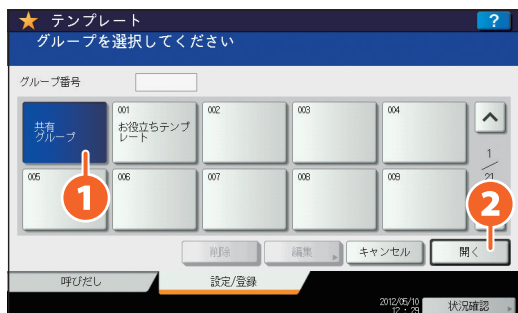 テンプレート
?
グループを選択してください
グループ番号
共有
グループ
001
お役立ちテンプ
レート
002
003
004
1
21
005
006
007
008
009
1
2
削除
編集
キャンセル
開く
呼びだし
設定/登録
2012/05/10
12:29
状況確認